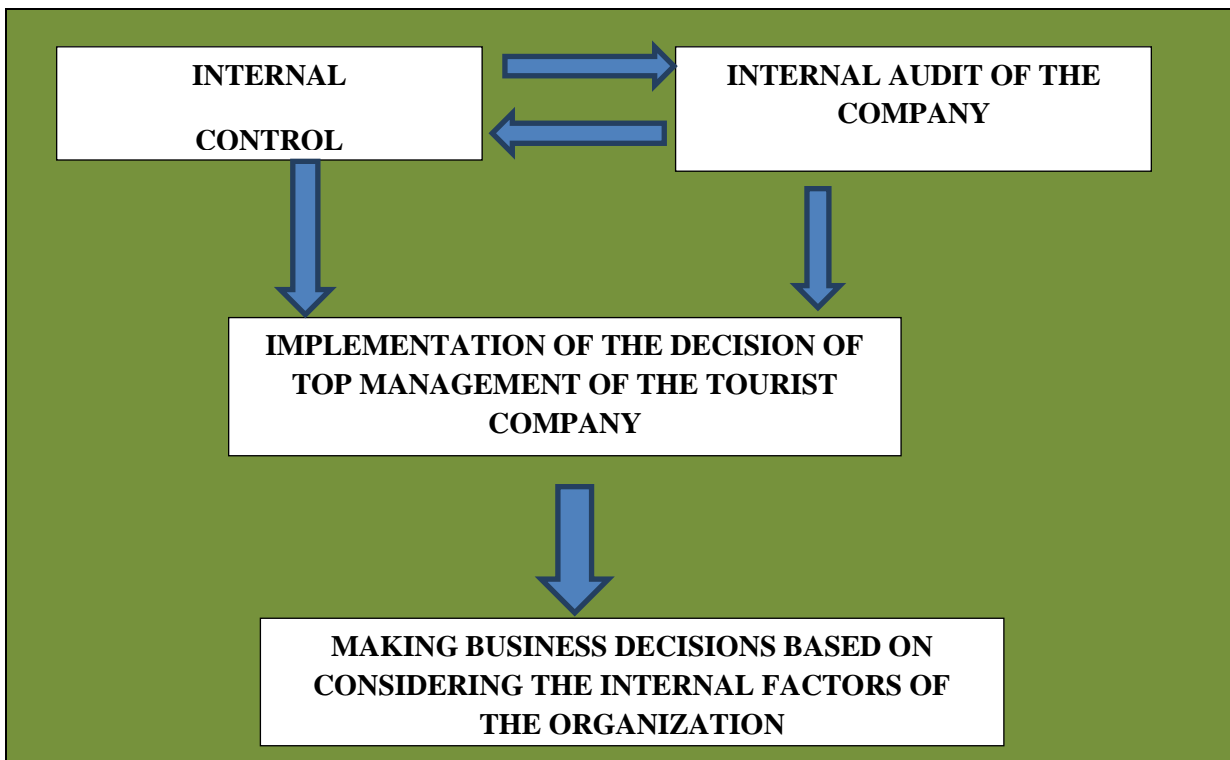 INTERNAL
CONTROL
INTERNAL AUDIT OF THE
COMPANY
IMPLEMENTATION OF THE DECISION OF
TOP MANAGEMENT OF THE TOURIST
COMPANY
MAKING BUSINESS DECISIONS BASED ON
CONSIDERING THE INTERNAL FACTORS OF
THE ORGANIZATION